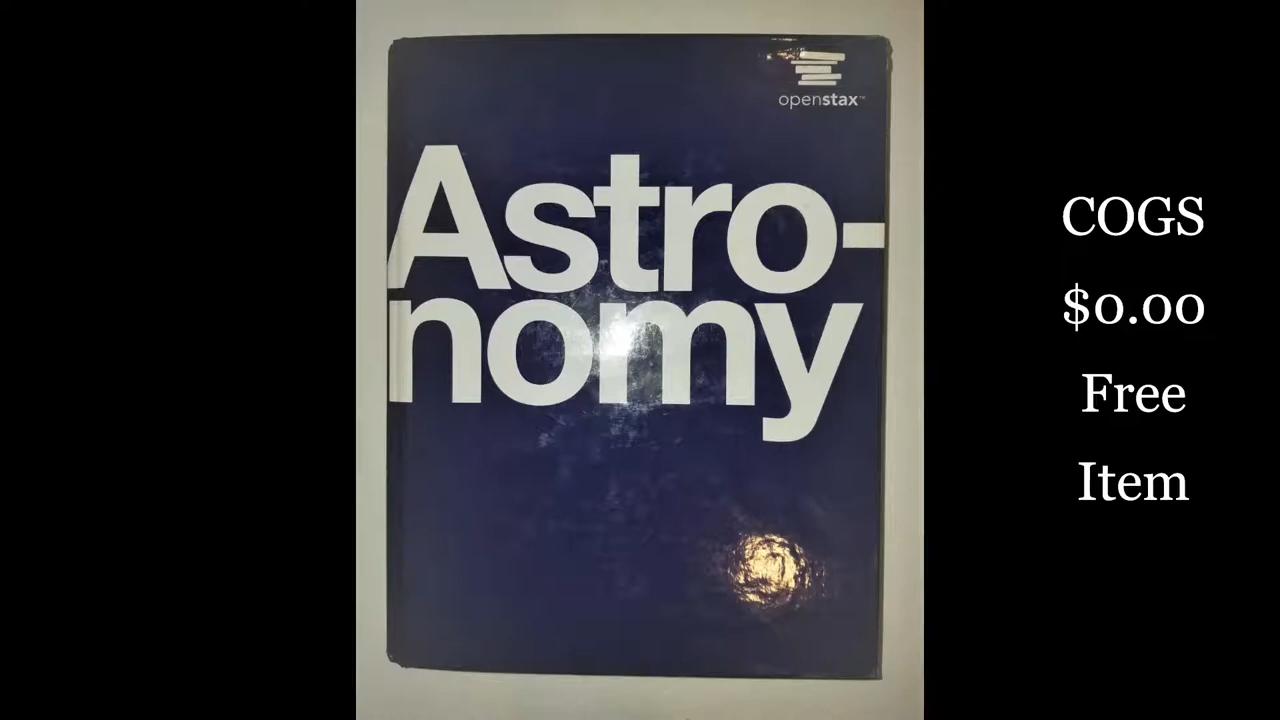 openstax™
Astro-
nomy
COGS
$0.00
Free
Item